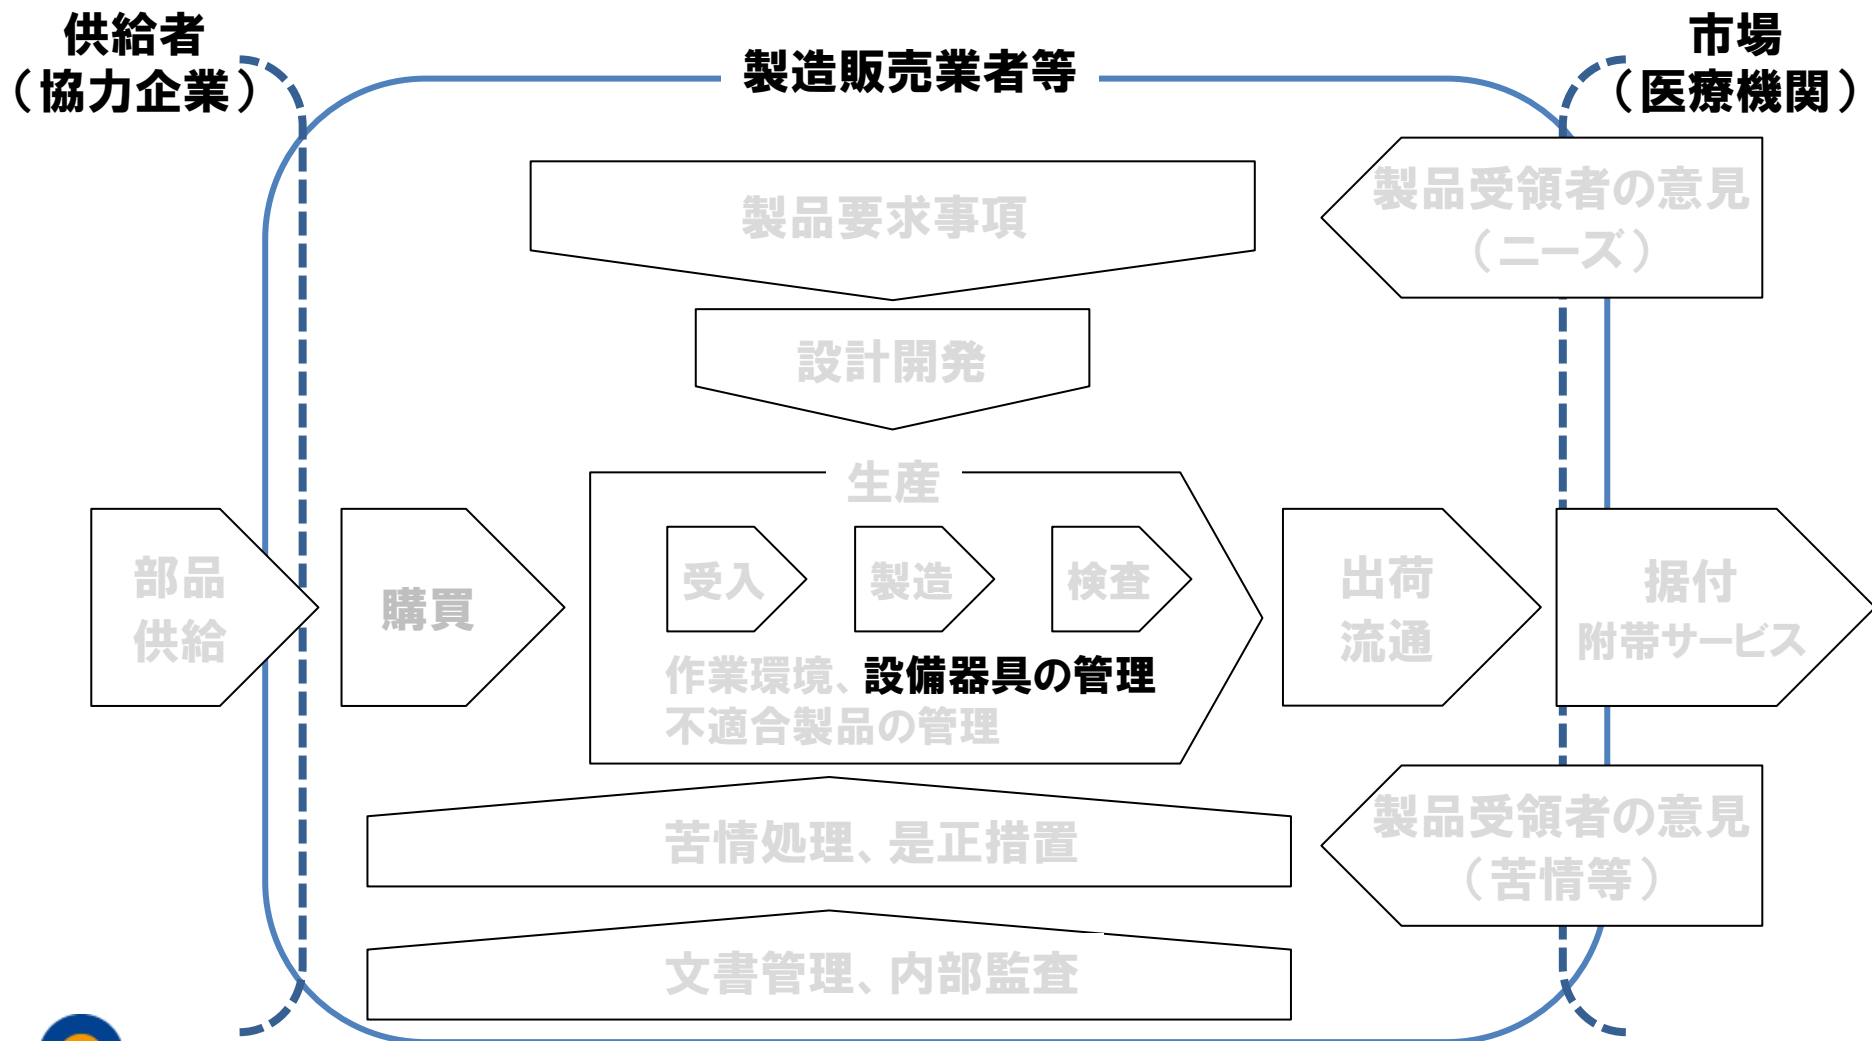 供給者
（協力企業）
製造販売業者等
市場
（医療機関）
製品要求事項
製品受領者の意見
（ニーズ）
設計開発
生産
部品
供給
購買
受入
製造
検査
作業環境、設備器具の管理
不適合製品の管理
出荷
流通
据付
附帯サービス
苦情処理、是正措置
製品受領者の意見
（苦情等）
文書管理、内部監査